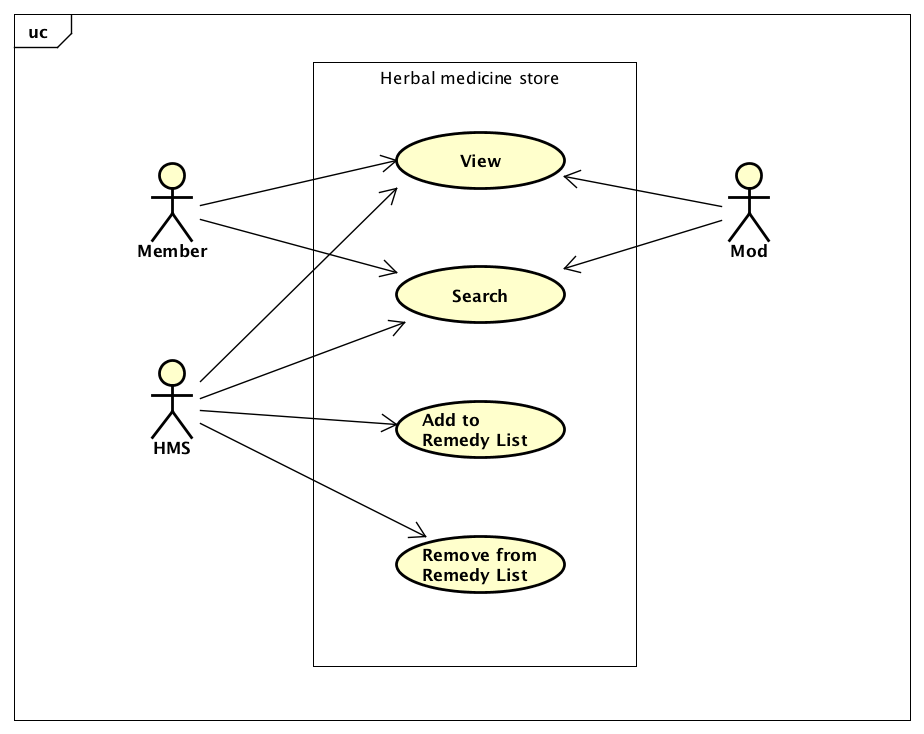 uc
Herbal medicine store
View
Member
Mod
Search
HMS
Add to
Remedy List
Remove from
Remedy List